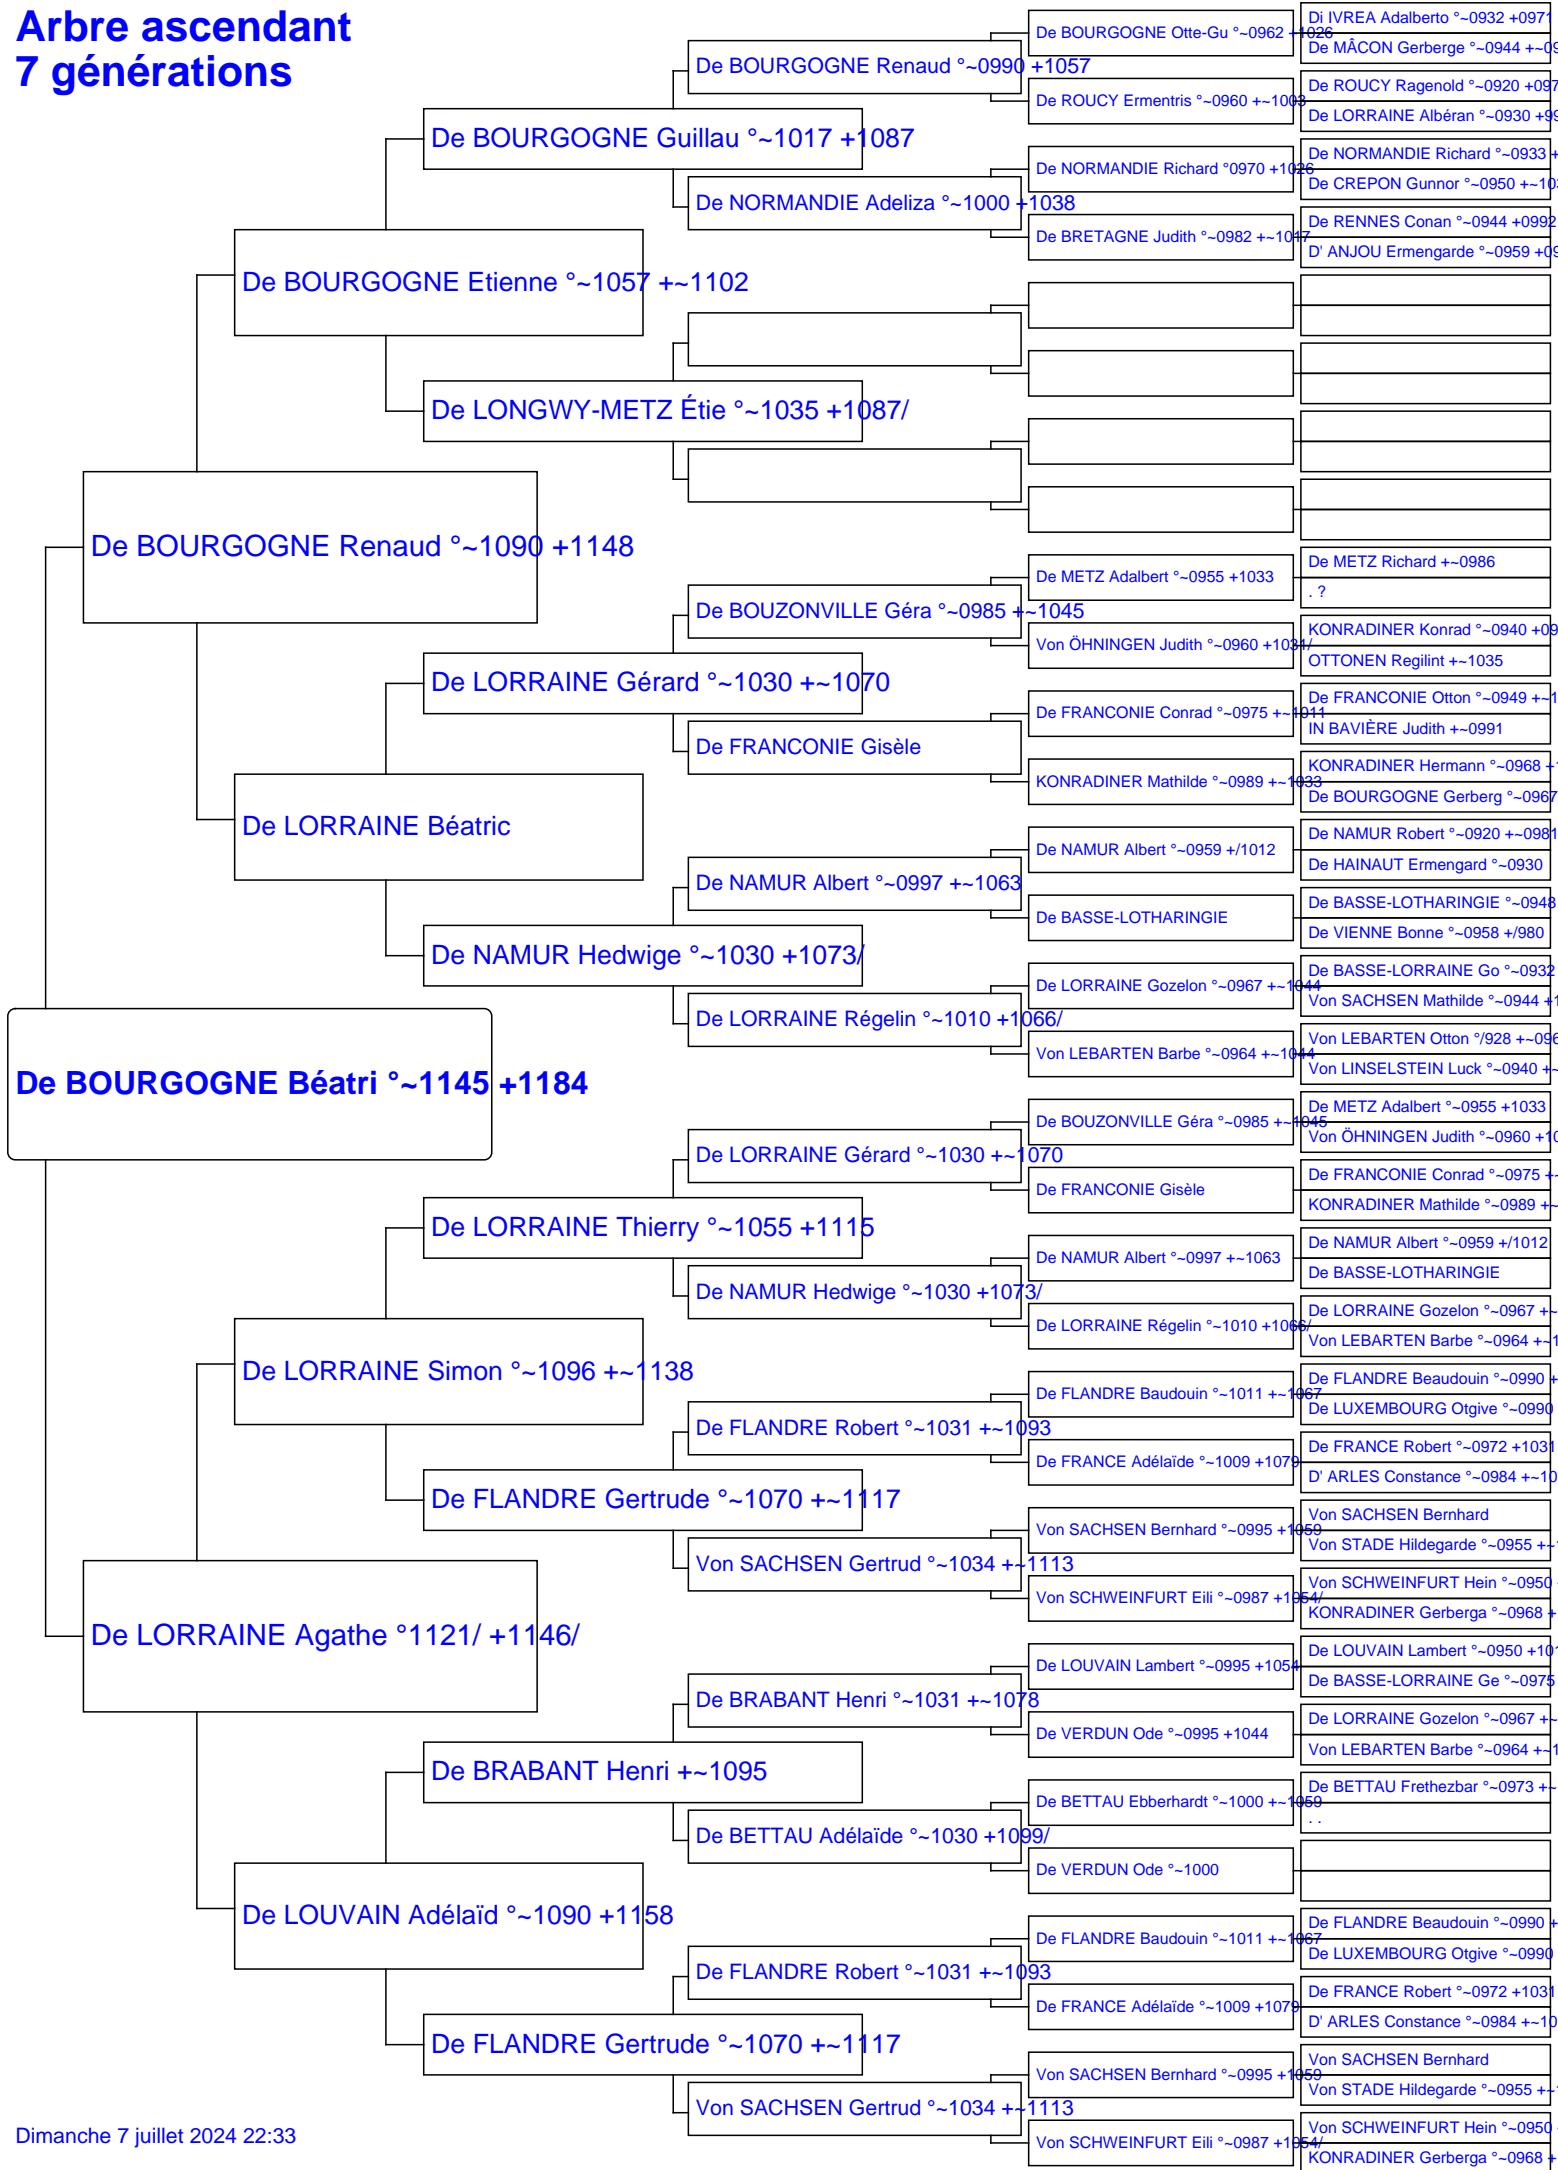 Arbre ascendant
7 générations
De BOURGOGNE Béatri °~1145 +1184
De BOURGOGNE Renaud °~1090 +1148
De LORRAINE Agathe °1121/ +1146/
De BOURGOGNE Etienne °~1057 +~1102
De LORRAINE Béatric
De LORRAINE Simon °~1096 +~1138
De LOUVAIN Adélaïd °~1090 +1158
De BOURGOGNE Guillau °~1017 +1087
De LONGWY-METZ Étie °~1035 +1087/
De LORRAINE Gérard °~1030 +~1070
De NAMUR Hedwige °~1030 +1073/
De LORRAINE Thierry °~1055 +1115
De FLANDRE Gertrude °~1070 +~1117
De BRABANT Henri +~1095
De FLANDRE Gertrude °~1070 +~1117
De BOURGOGNE Renaud °~0990 +1057
De NORMANDIE Adeliza °~1000 +1038
De BOUZONVILLE Géra °~0985 +~1045
De FRANCONIE Gisèle
De NAMUR Albert °~0997 +~1063
De LORRAINE Régelin °~1010 +1066/
De LORRAINE Gérard °~1030 +~1070
De NAMUR Hedwige °~1030 +1073/
De FLANDRE Robert °~1031 +~1093
Von SACHSEN Gertrud °~1034 +~1113
De BRABANT Henri °~1031 +~1078
De BETTAU Adélaïde °~1030 +1099/
De FLANDRE Robert °~1031 +~1093
Von SACHSEN Gertrud °~1034 +~1113
De BOURGOGNE Otte-Gu °~0962 +1026
De ROUCY Ermentris °~0960 +~1003
De NORMANDIE Richard °0970 +1026
De BRETAGNE Judith °~0982 +~1017
De METZ Adalbert °~0955 +1033
Von ÖHNINGEN Judith °~0960 +1031/
De FRANCONIE Conrad °~0975 +~1011
KONRADINER Mathilde °~0989 +~1033
De NAMUR Albert °~0959 +/1012
De BASSE-LOTHARINGIE
De LORRAINE Gozelon °~0967 +~1044
Von LEBARTEN Barbe °~0964 +~1044
De BOUZONVILLE Géra °~0985 +~1045
De FRANCONIE Gisèle
De NAMUR Albert °~0997 +~1063
De LORRAINE Régelin °~1010 +1066/
De FLANDRE Baudouin °~1011 +~1067
De FRANCE Adélaïde °~1009 +1079
Von SACHSEN Bernhard °~0995 +1059
Von SCHWEINFURT Eili °~0987 +1054/
De LOUVAIN Lambert °~0995 +1054
De VERDUN Ode °~0995 +1044
De BETTAU Ebberhardt °~1000 +~1059
De VERDUN Ode °~1000
De FLANDRE Baudouin °~1011 +~1067
De FRANCE Adélaïde °~1009 +1079
Von SACHSEN Bernhard °~0995 +1059
Von SCHWEINFURT Eili °~0987 +1054/
Di IVREA Adalberto °~0932 +0971
De MÂCON Gerberge °~0944 +~09
De ROUCY Ragenold °~0920 +097
De LORRAINE Albéran °~0930 +99
De NORMANDIE Richard °~0933 +
De CREPON Gunnor °~0950 +~103
De RENNES Conan °~0944 +0992
D' ANJOU Ermengarde °~0959 +09
De METZ Richard +~0986
. ?
KONRADINER Konrad °~0940 +09
OTTONEN Regilint +~1035
De FRANCONIE Otton °~0949 +~1
IN BAVIÈRE Judith +~0991
KONRADINER Hermann °~0968 +1
De BOURGOGNE Gerberg °~0967
De NAMUR Robert °~0920 +~0981
De HAINAUT Ermengard °~0930
De BASSE-LOTHARINGIE °~0948
De VIENNE Bonne °~0958 +/980
De BASSE-LORRAINE Go °~0932
Von SACHSEN Mathilde °~0944 +1
Von LEBARTEN Otton °/928 +~096
Von LINSELSTEIN Luck °~0940 +~
De METZ Adalbert °~0955 +1033
Von ÖHNINGEN Judith °~0960 +10
De FRANCONIE Conrad °~0975 +~
KONRADINER Mathilde °~0989 +~
De NAMUR Albert °~0959 +/1012
De BASSE-LOTHARINGIE
De LORRAINE Gozelon °~0967 +~
Von LEBARTEN Barbe °~0964 +~1
De FLANDRE Beaudouin °~0990 +
De LUXEMBOURG Otgive °~0990
De FRANCE Robert °~0972 +1031
D' ARLES Constance °~0984 +~10
Von SACHSEN Bernhard
Von STADE Hildegarde °~0955 +~
Von SCHWEINFURT Hein °~0950
KONRADINER Gerberga °~0968 +
De LOUVAIN Lambert °~0950 +101
De BASSE-LORRAINE Ge °~0975
De LORRAINE Gozelon °~0967 +~
Von LEBARTEN Barbe °~0964 +~1
De BETTAU Frethezbar °~0973 +~
. .
De FLANDRE Beaudouin °~0990 +
De LUXEMBOURG Otgive °~0990
De FRANCE Robert °~0972 +1031
D' ARLES Constance °~0984 +~10
Von SACHSEN Bernhard
Von STADE Hildegarde °~0955 +~
Von SCHWEINFURT Hein °~0950
KONRADINER Gerberga °~0968 +
Dimanche 7 juillet 2024 22:33